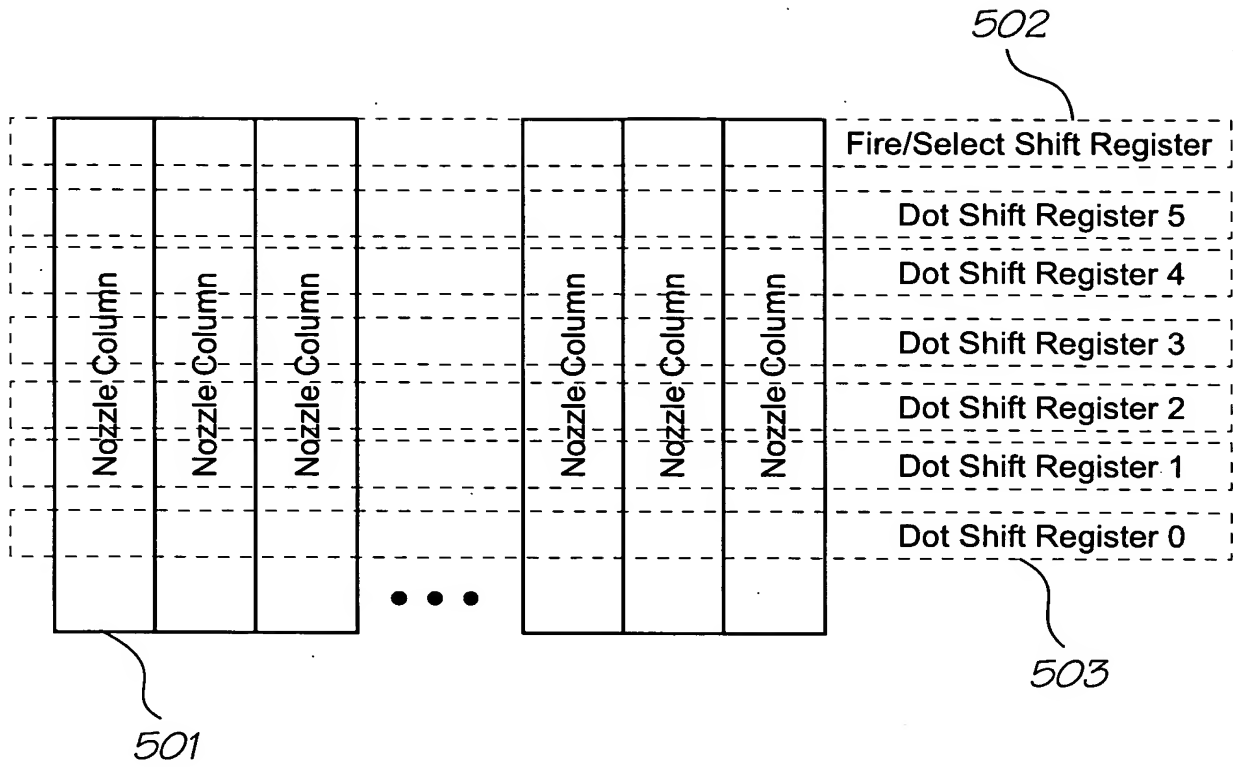 502
Fire/Select Shift Register
Dot Shift Register 5
Dot Shift Register 4
Dot Shift Register 3
Dot Shift Register 2
Dot Shift Register 1
Dot Shift Register 0
Nozzle Column
Nozzle Column
Nozzle Column
Nozzle Column
Nozzle Column
Nozzle Column
503
501